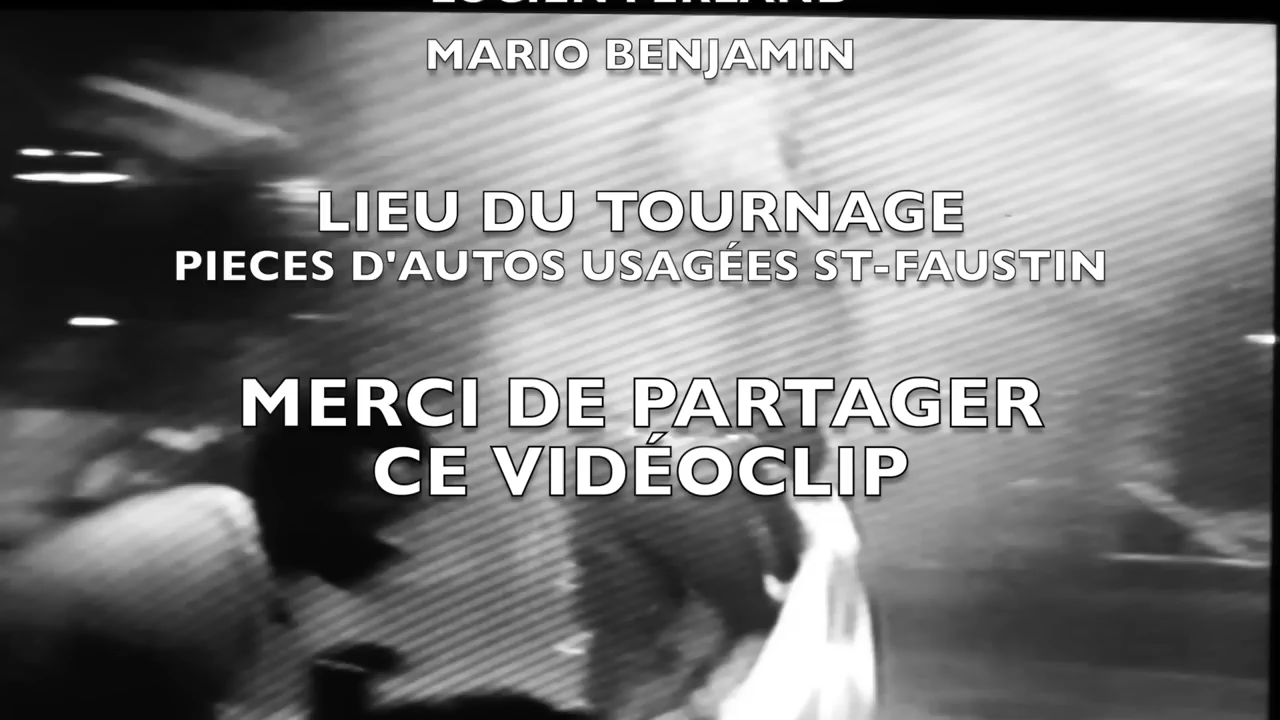 MARIO BENJAMIN
LIEU DU TOURNAGE
PIECES D'AUTOS USAGÉES ST-FAUSTIN
MERCI DE PARTAGER
CE VIDÉOCLIP